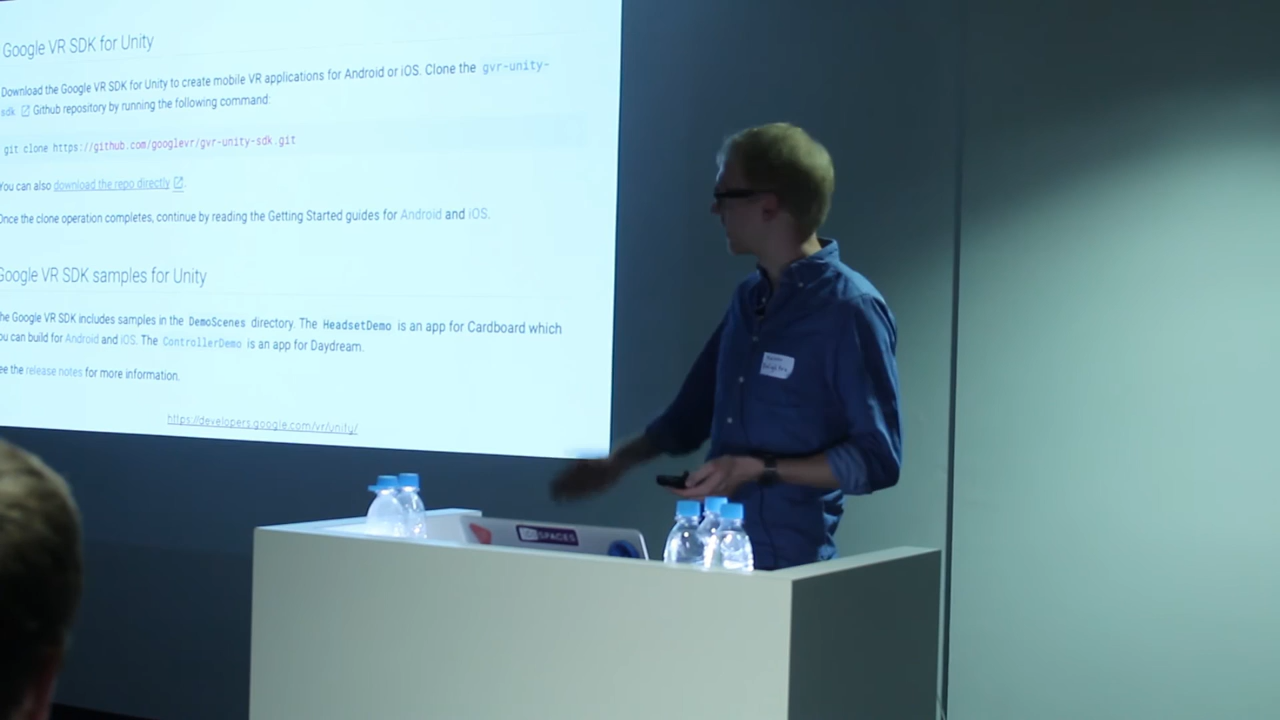 Google VR SDK for Unity
Download the Google VR SDK for Unity to create mobile VR applications for Android or iOS. Clone the gvr-unity-
sdk Github repository by running the following command:
git clone https://github.com/googlevr/gvr-unity-sdk.git
You can also download the repo directly.
Once the clone operation completes, continue by reading the Getting Started guides for Android and iOS.
Google VR SDK samples for Unity
he Google VR SDK includes samples in the DemoScenes directory. The HeadsetDemo is an app for Cardboard which
ou can build for Android and iOS. The ControllerDemo is an app for Daydream.
ee the release notes for more information.
https://developers.google.com/vr/unity/
SPACES